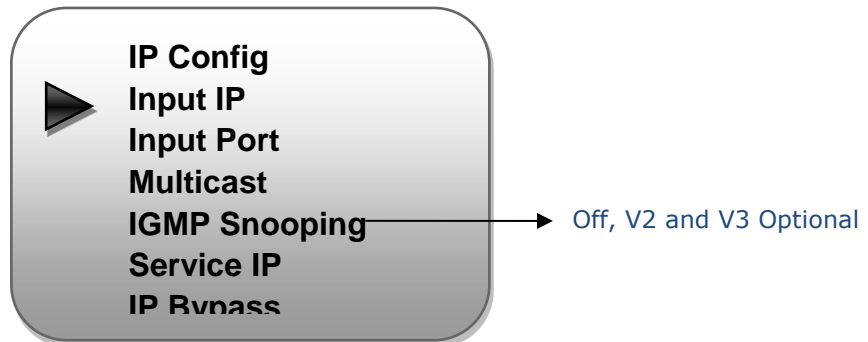 IP Config
Input IP
Input Port
Multicast
IGMP Snooping
Off, V2 and V3 Optional
Service IP
IP Bypass